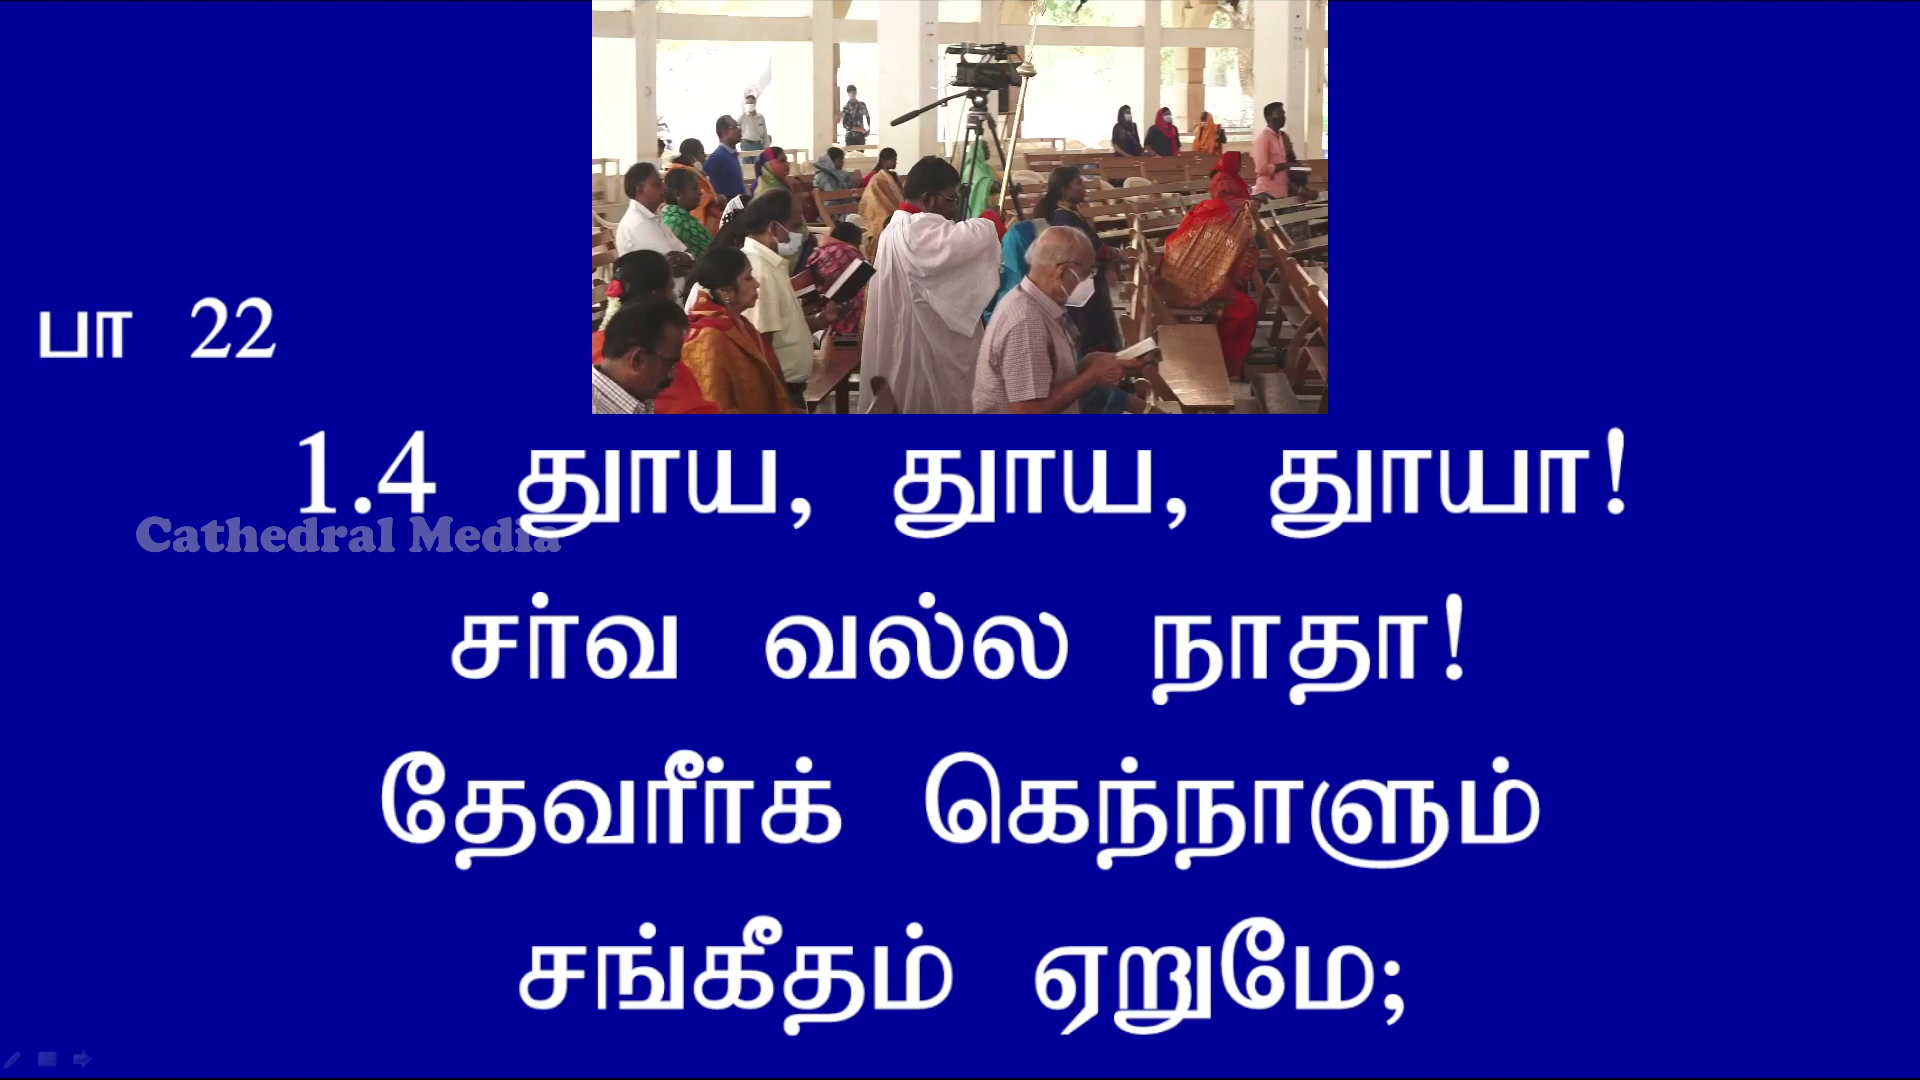 பா 22
1.4 தூய, தூய, தூயா!
Cathedral Media
சர்வ வல்ல நாதா!
தேவரீர்க் கெந்நாளும்
சங்கீதம் ஏறுமே;